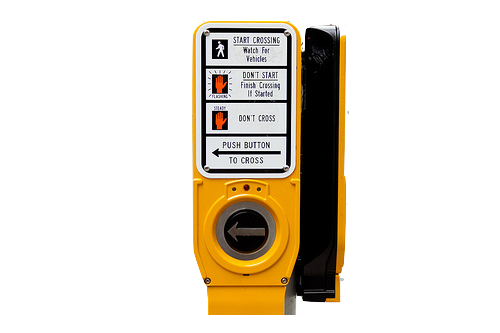 START CROSSING
Watch For
Vehicles
DON'T START
Finish Crossing
If Started
FLASHING
STEADY
DON'T CROSS
PUSH BUTTON
TO CROSS